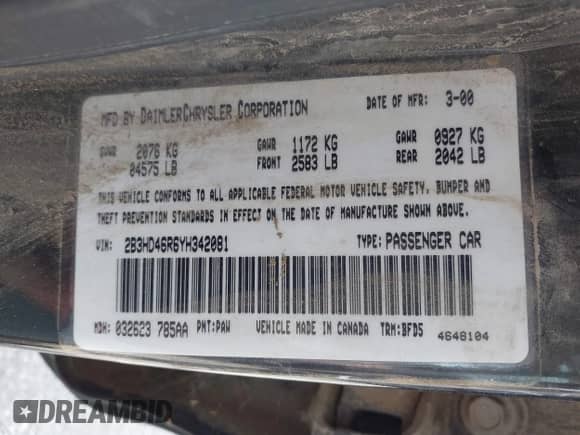 MFD BY DAIMLERCHRYSLER CORPORATION DATE OF MFR: 3-00
GVWR 2076 KG GAWR 1172 KG GAWR 0927 KG
04575 LB FRONT 2583 LB REAR 2042 LB
THIS VEHICLE CONFORMS TO ALL APPLICABLE FEDERAL MOTOR VEHICLE SAFETY, BUMPER AND
THEFT PREVENTION STANDARDS IN EFFECT ON THE DATE OF MANUFACTURE SHOWN ABOVE.
VIN: 2B3HD46R6YH342081 TYPE: PASSENGER CAR
MDH: 032623 785AA PNT: PAW VEHICLE MADE IN CANADA TRM: BFD5 4648104
DREAMBID